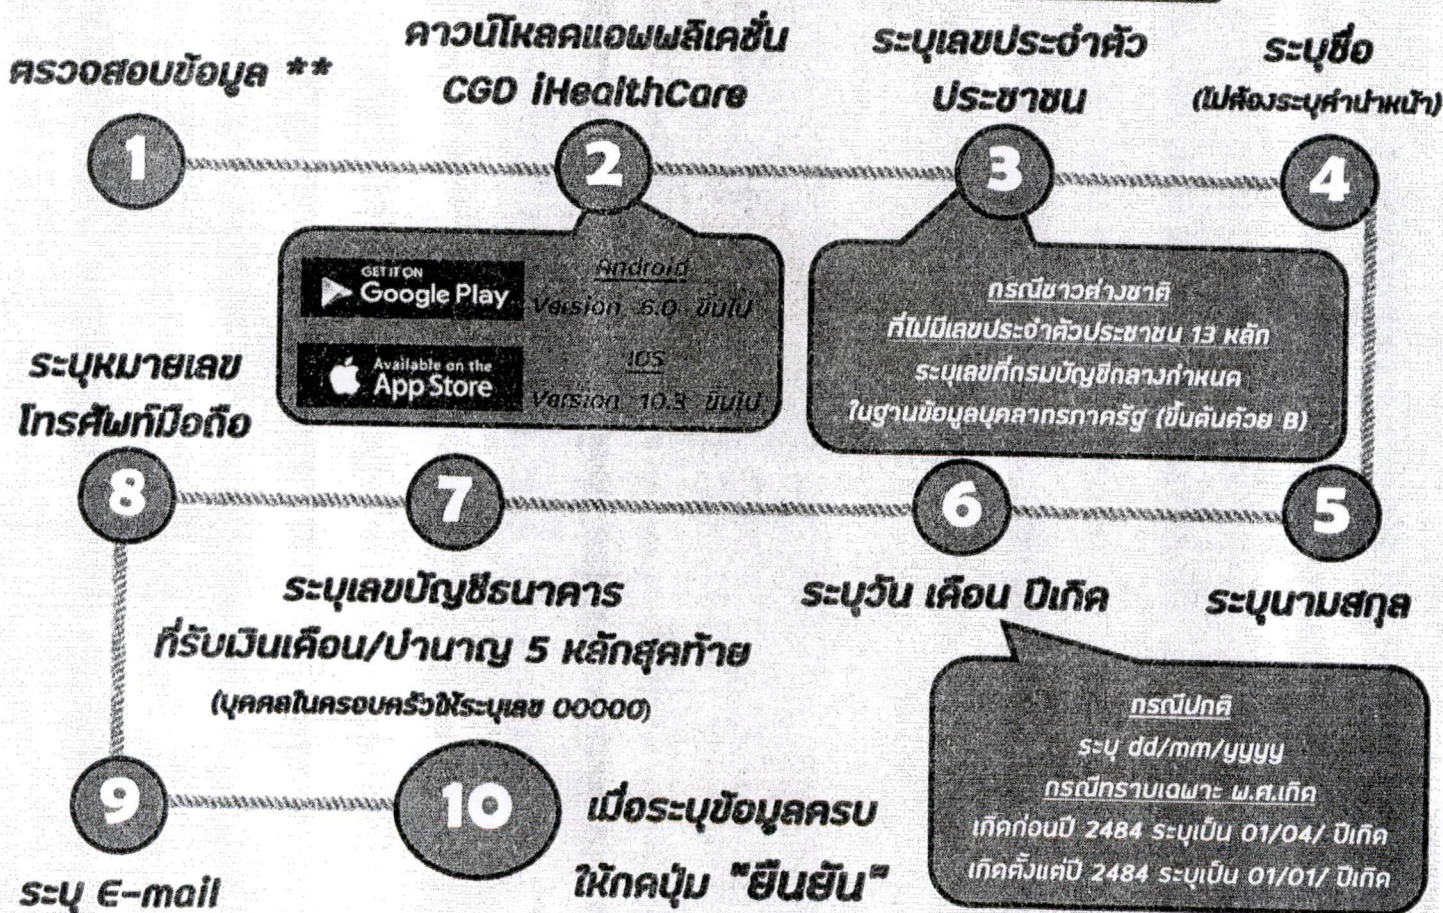 ตรวจสอบข้อมูล **
1
ดาวน์โหลดแอพพลิเคชั่น
CGD iHealthCare
2
GET IT ON
Google Play
Android
Version 6.0 ขึ้นไป
Available on the
App Store
IOS
Version 10.3 ขึ้นไป
ระบุเลขประจำตัว
ประชาชน
3
กรณีชาวต่างชาติ
ที่ไม่มีเลขประจำตัวประชาชน 13 หลัก
ระบุเลขที่กรมบัญชีกลางกำหนด
ในฐานข้อมูลบุคลากรภาครัฐ (ขึ้นต้นด้วย B)
ระบุชื่อ
(ไม่ต้องระบุคำนำหน้า)
4
5
ระบุนามสกุล
6
ระบุวัน เดือน ปีเกิด
กรณีปกติ
ระบุ dd/mm/yyyy
กรณีทราบเฉพาะ พ.ศ.เกิด
เกิดก่อนปี 2484 ระบุเป็น 01/04/ ปีเกิด
เกิดตั้งแต่ปี 2484 ระบุเป็น 01/01/ ปีเกิด
7
ระบุเลขบัญชีธนาคาร
ที่รับเงินเดือน/บำนาญ 5 หลักสุดท้าย
(บุคคลในครอบครัวให้ระบุเลข 00000)
ระบุหมายเลข
โทรศัพท์มือถือ
8
9
ระบุ E-mail
10
เมื่อระบุข้อมูลครบ
ให้กดปุ่ม "ยืนยัน"